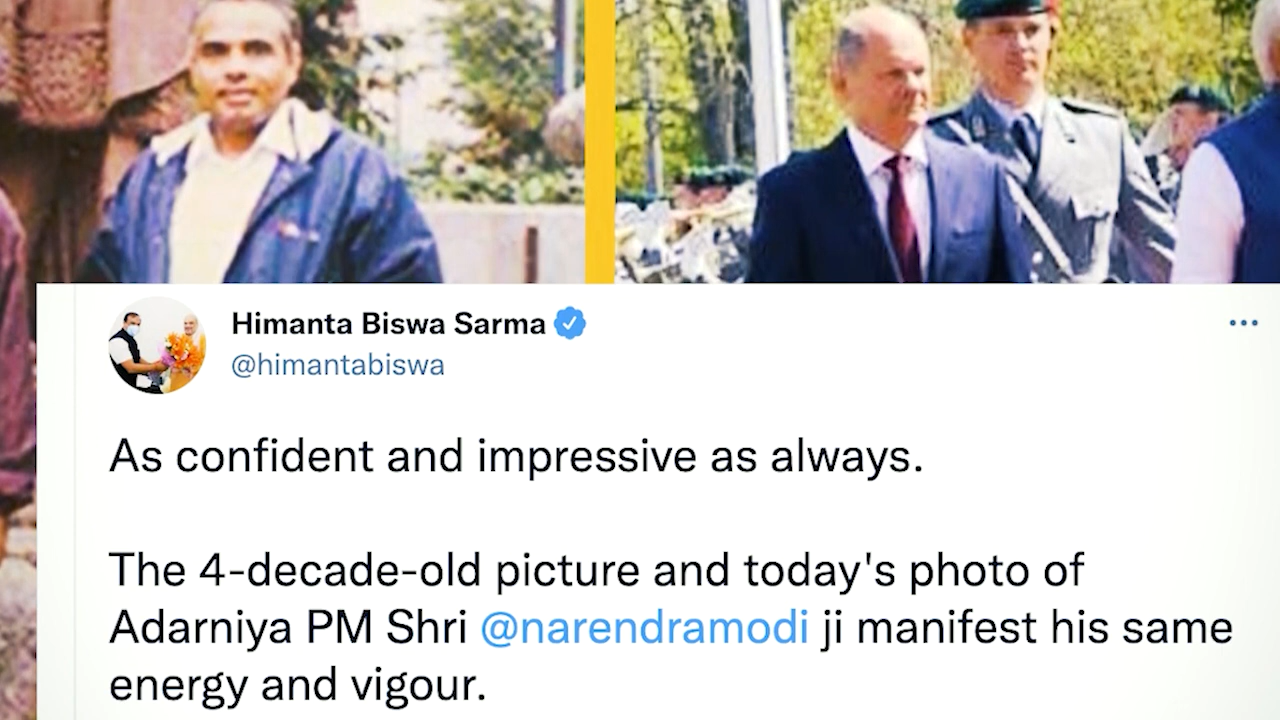 Himanta Biswa Sarma
@himantabiswa
As confident and impressive as always.
The 4-decade-old picture and today's photo of
Adarniya PM Shri @narendramodi ji manifest his same
energy and vigour.